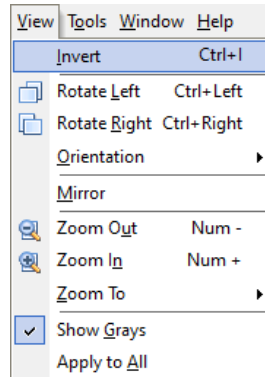 View Tools Window Help
Invert Ctrl+I
Rotate Left Ctrl+Left
Rotate Right Ctrl+Right
Orientation
Mirror
Zoom Out Num -
Zoom In Num +
Zoom To
Show Grays
Apply to All